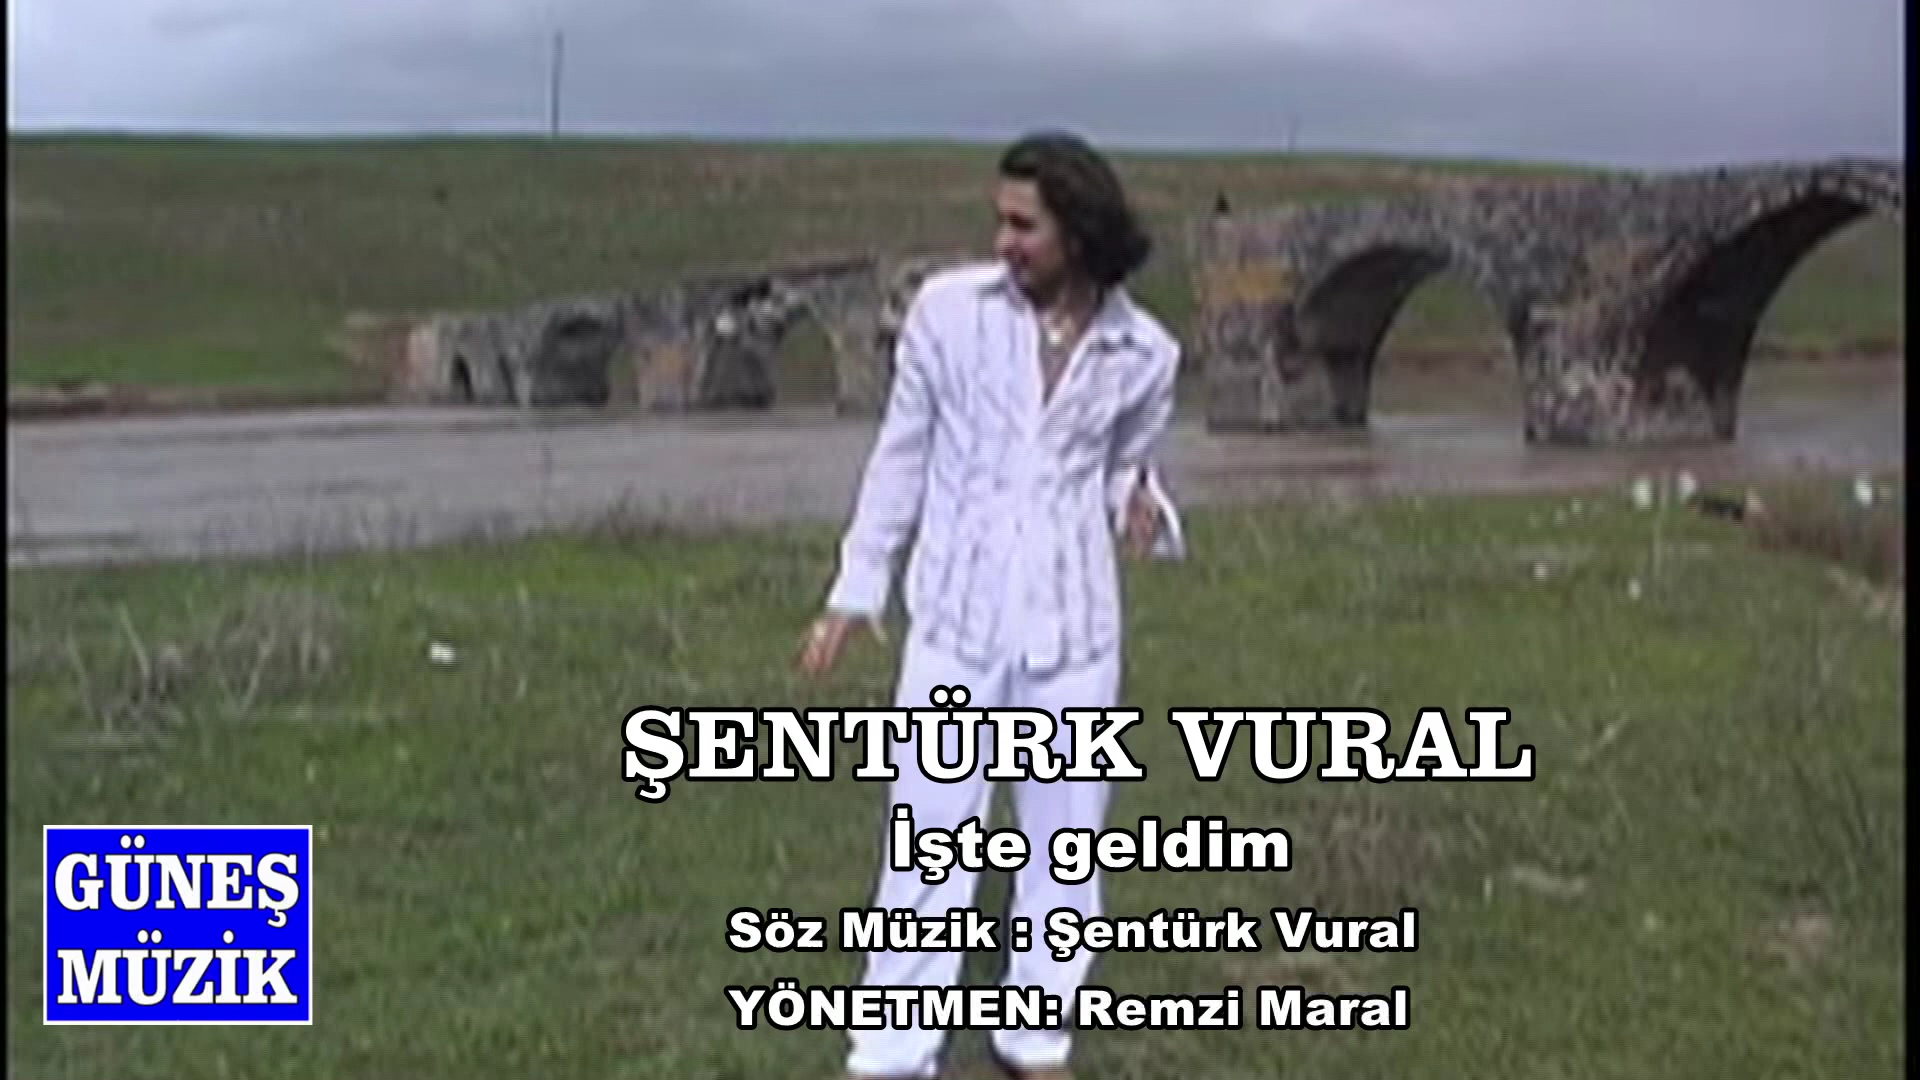 ŞENTÜRK VURAL
İşte geldim
Söz Müzik : Şentürk Vural
YÖNETMEN: Remzi Maral
GÜNEŞ
MÜZİK